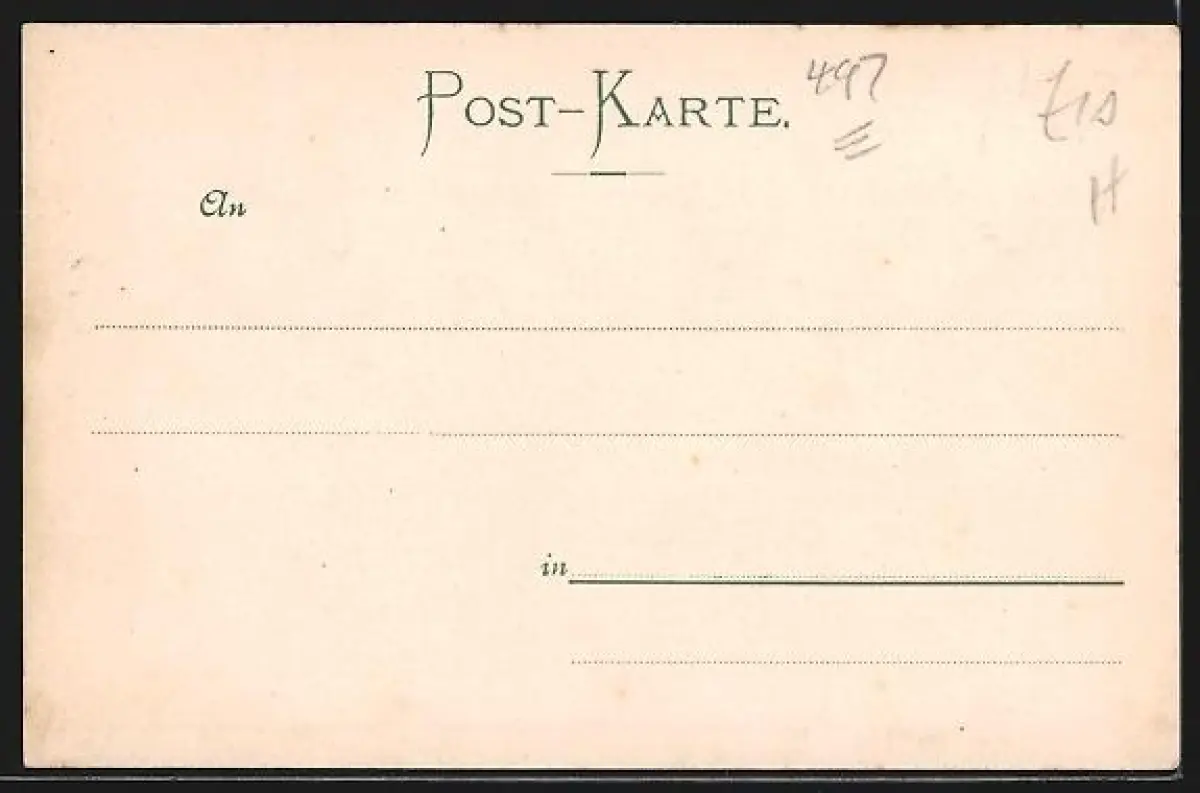 POST-KARTE.
497
An
H
in